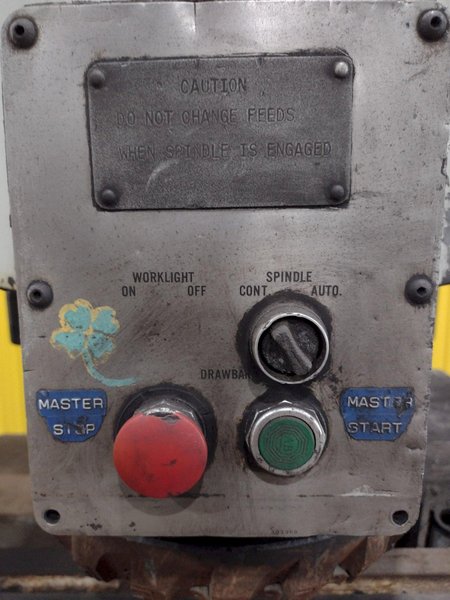 CAUTION
DO NOT CHANGE FEEDS
WHEN SPINDLE IS ENGAGED
WORKLIGHT
ON OFF
SPINDLE
CONT. AUTO.
DRAWBAR
MASTER
STOP
MASTER
START